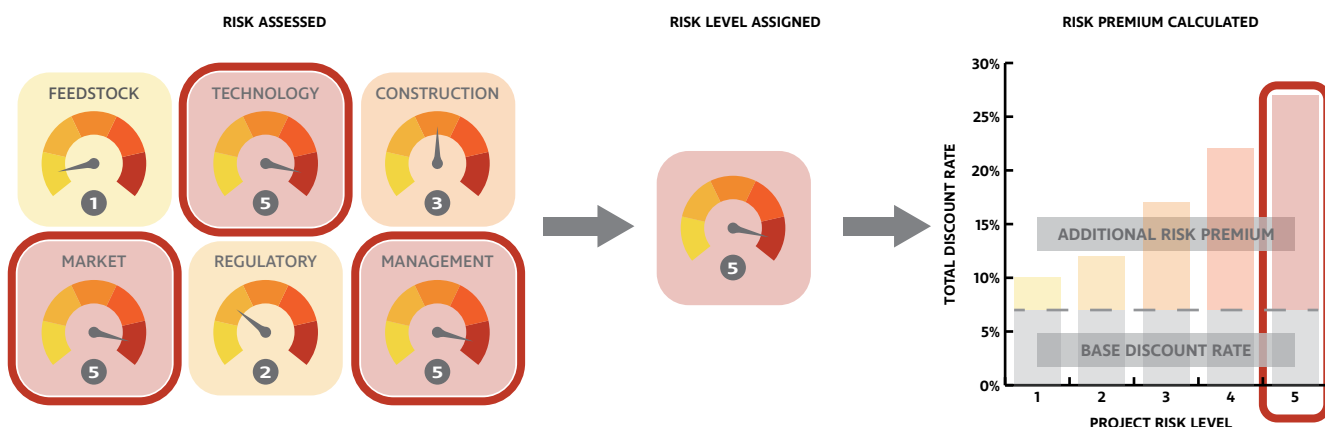 RISK ASSESSED
RISK LEVEL ASSIGNED
RISK PREMIUM CALCULATED
FEEDSTOCK
1
TECHNOLOGY
5
CONSTRUCTION
3
MARKET
5
REGULATORY
2
MANAGEMENT
5
5
TOTAL DISCOUNT RATE
30%
25%
20%
15%
10%
5%
0%
ADDITIONAL RISK PREMIUM
BASE DISCOUNT RATE
1 2 3 4 5
PROJECT RISK LEVEL